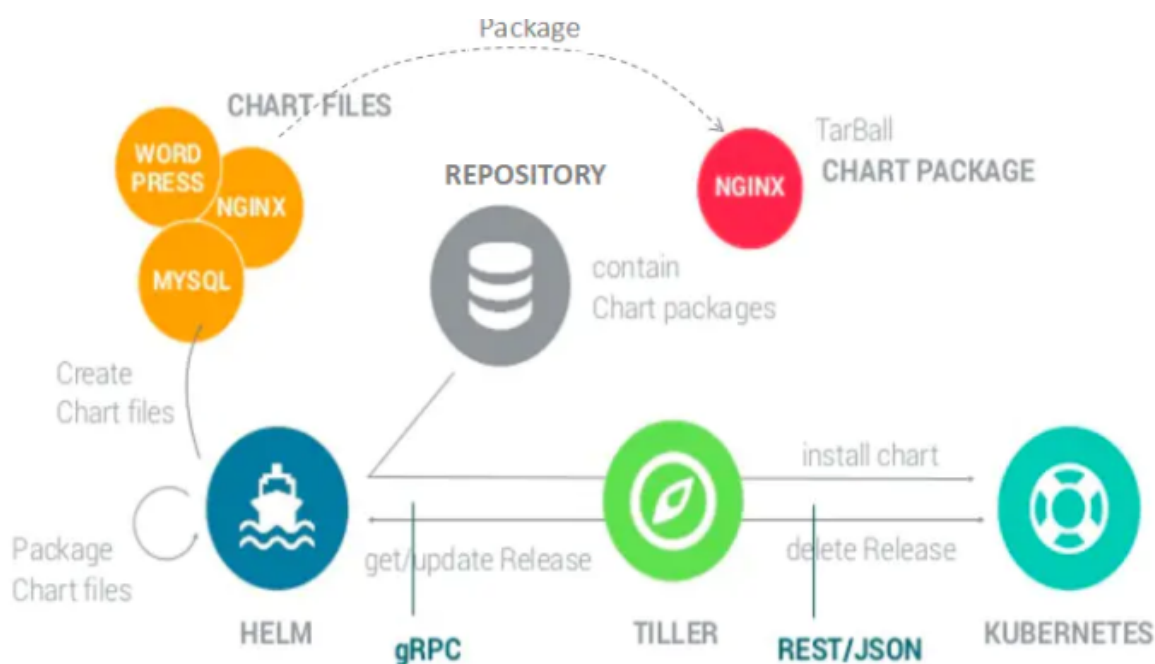 Package
CHART FILES
WORD
PRESS
NGINX
MYSQL
REPOSITORY
NGINX
TarBall
CHART PACKAGE
contain
Chart packages
Create
Chart files
install chart
Package
Chart files
get/update Release
delete Release
HELM
gRPC
TILLER
REST/JSON
KUBERNETES